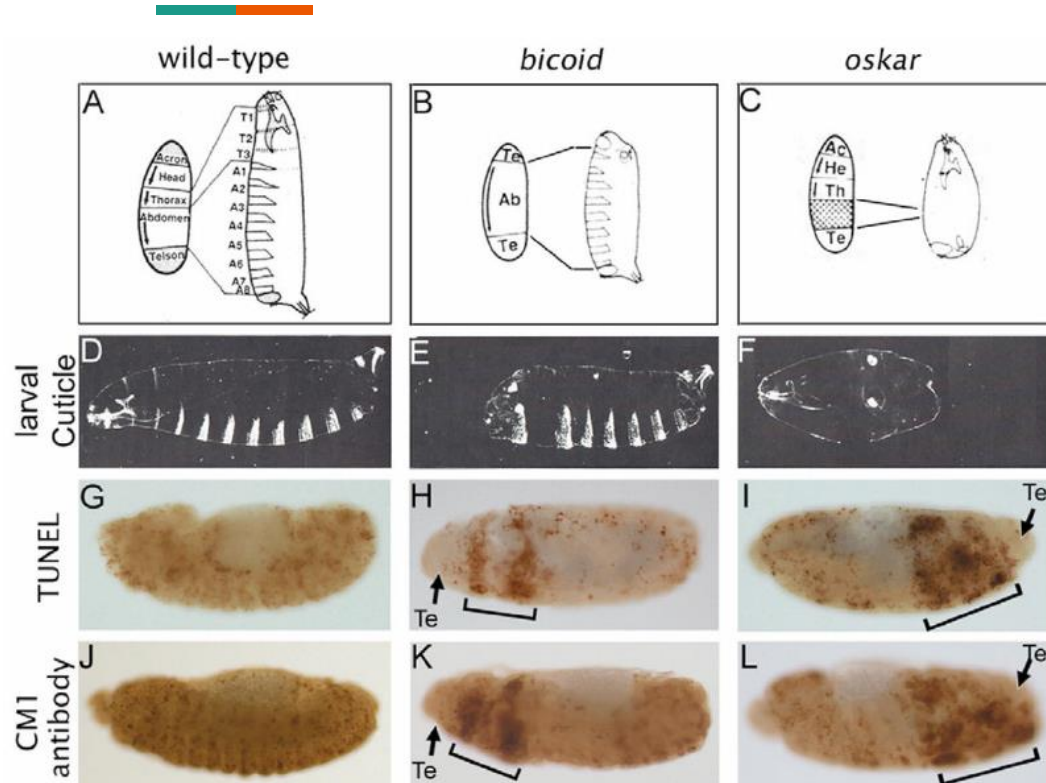 wild-type
bicoid
oskar
A
T1
T2
T3
A1
A2
A3
A4
A5
A6
A7
A8
Acron
Head
Thorax
Abdomen
Telson
B
Te
Ab
Te
C
Ac
He
Th
Te
larval
Cuticle
D
E
F
TUNEL
G
H
Te
I
Te
CM1
antibody
J
K
Te
L
Te